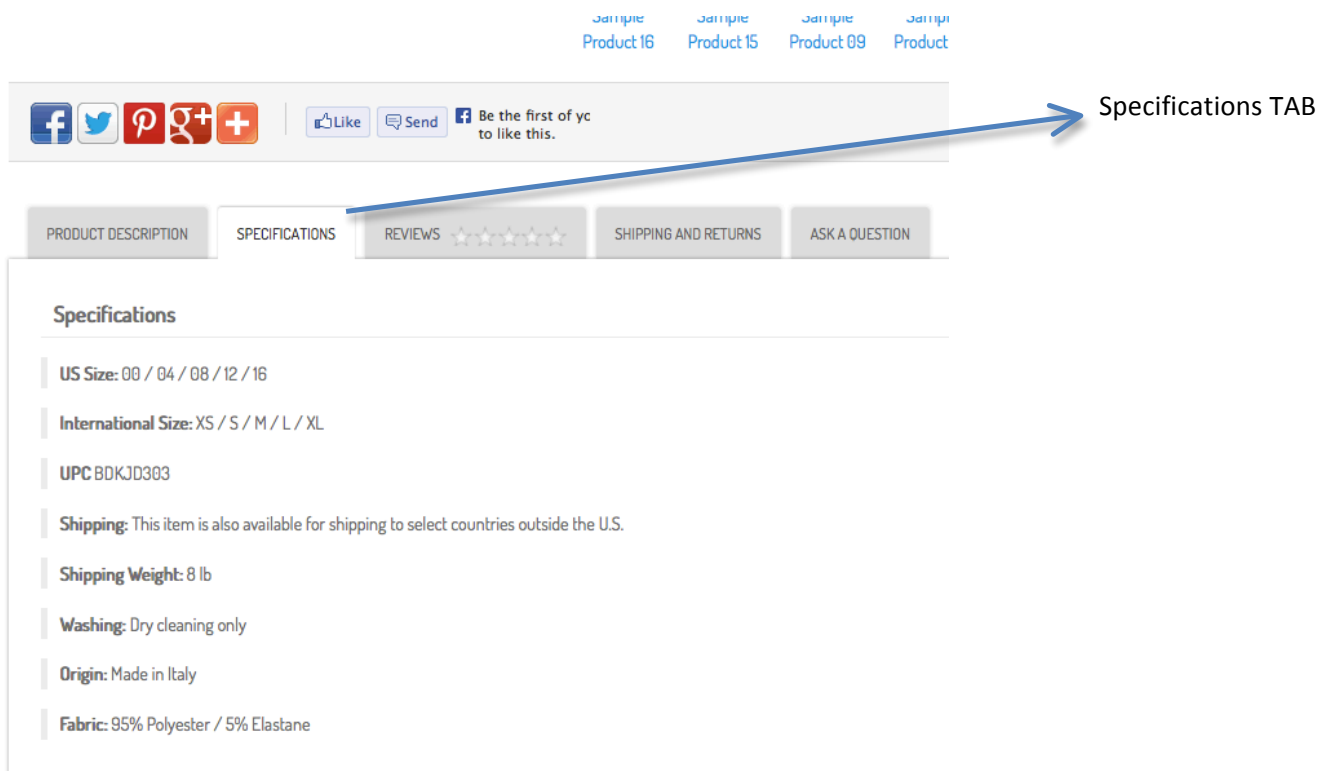 Sample Sample Sample Sampl
Product 16 Product 15 Product 09 Product
Like Send Be the first of yc
to like this.
Specifications TAB
PRODUCT DESCRIPTION SPECIFICATIONS REVIEWS SHIPPING AND RETURNS ASK A QUESTION
Specifications
US Size: 00 / 04 / 08 / 12 / 16
International Size: XS / S / M / L / XL
UPC BDKJD303
Shipping: This item is also available for shipping to select countries outside the U.S.
Shipping Weight: 8 lb
Washing: Dry cleaning only
Origin: Made in Italy
Fabric: 95% Polyester / 5% Elastane